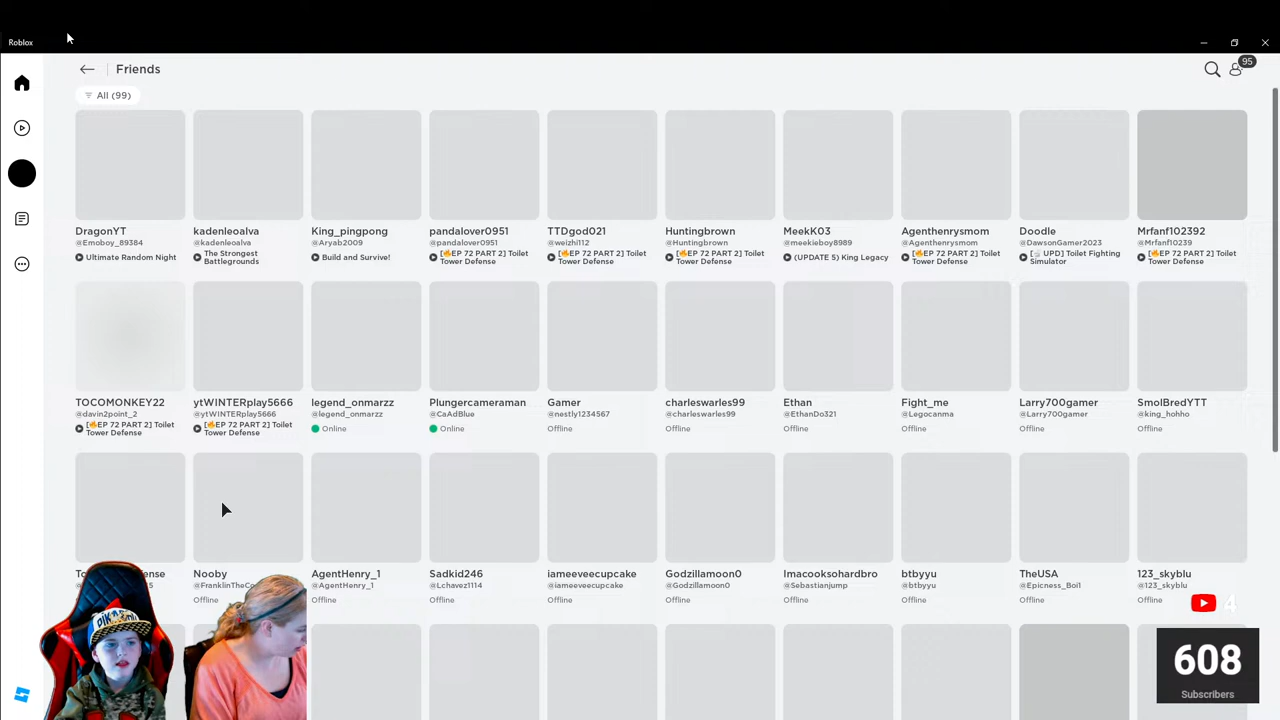 Roblox
Friends
95
All (99)
DragonYT kadenleoalva King_pingpong pandalover0951 TTDgod021 Huntingbrown MeekK03 Agenthenrysmom Doodle Mrfanf102392
@Emoboy_89384 @kadenleoalva @Aryab2009 @pandalover0951 @weizhi112 @Huntingbrown @meekieboy8989 @Agenthenrysmom @DawsonGamer2023 @Mrfanf10239
Ultimate Random Night The Strongest Build and Survive! [🔥EP 72 PART 2] Toilet [🔥EP 72 PART 2] Toilet [🔥EP 72 PART 2] Toilet (UPDATE 5) King Legacy [🔥EP 72 PART 2] Toilet [🚽 UPD] Toilet Fighting [🔥EP 72 PART 2] Toilet
Battlegrounds Tower Defense Tower Defense Tower Defense Tower Defense Simulator Tower Defense
TOCOMONKEY22 ytWINTERplay5666 legend_onmarzz Plungercameraman Gamer charleswarles99 Ethan Fight_me Larry700gamer SmolBredYTT
@davin2point_2 @ytWINTERplay5666 @legend_onmarzz @CaAdBlue @nestly1234567 @charleswarles99 @EthanDo321 @Legocanma @Larry700gamer @king_hohho
[🔥EP 72 PART 2] Toilet [🔥EP 72 PART 2] Toilet Online Online Offline Offline Offline Offline Offline Offline
Tower Defense Tower Defense
Nooby AgentHenry_1 Sadkid246 iameeveecupcake Godzillamoon0 Imacooksohardbro btbyyu TheUSA 123_skyblu
@AgentHenry_1 @Lchavez1114 @iameeveecupcake @Godzillamoon0 @Sebastianjump @btbyyu @Epicness_Boi1 @123_skyblu
Offline Offline Offline Offline Offline Offline Offline Offline Offline
4
608
Subscribers